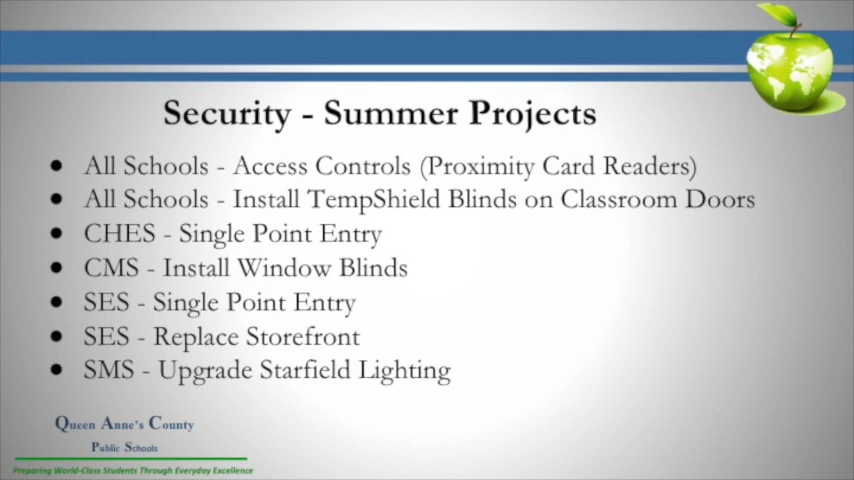 Security - Summer Projects
● All Schools - Access Controls (Proximity Card Readers)
● All Schools - Install TempShield Blinds on Classroom Doors
● CHES - Single Point Entry
● CMS - Install Window Blinds
● SES - Single Point Entry
● SES - Replace Storefront
● SMS - Upgrade Starfield Lighting
Queen Anne's County
Public Schools
Preparing World-Class Students Through Everyday Excellence